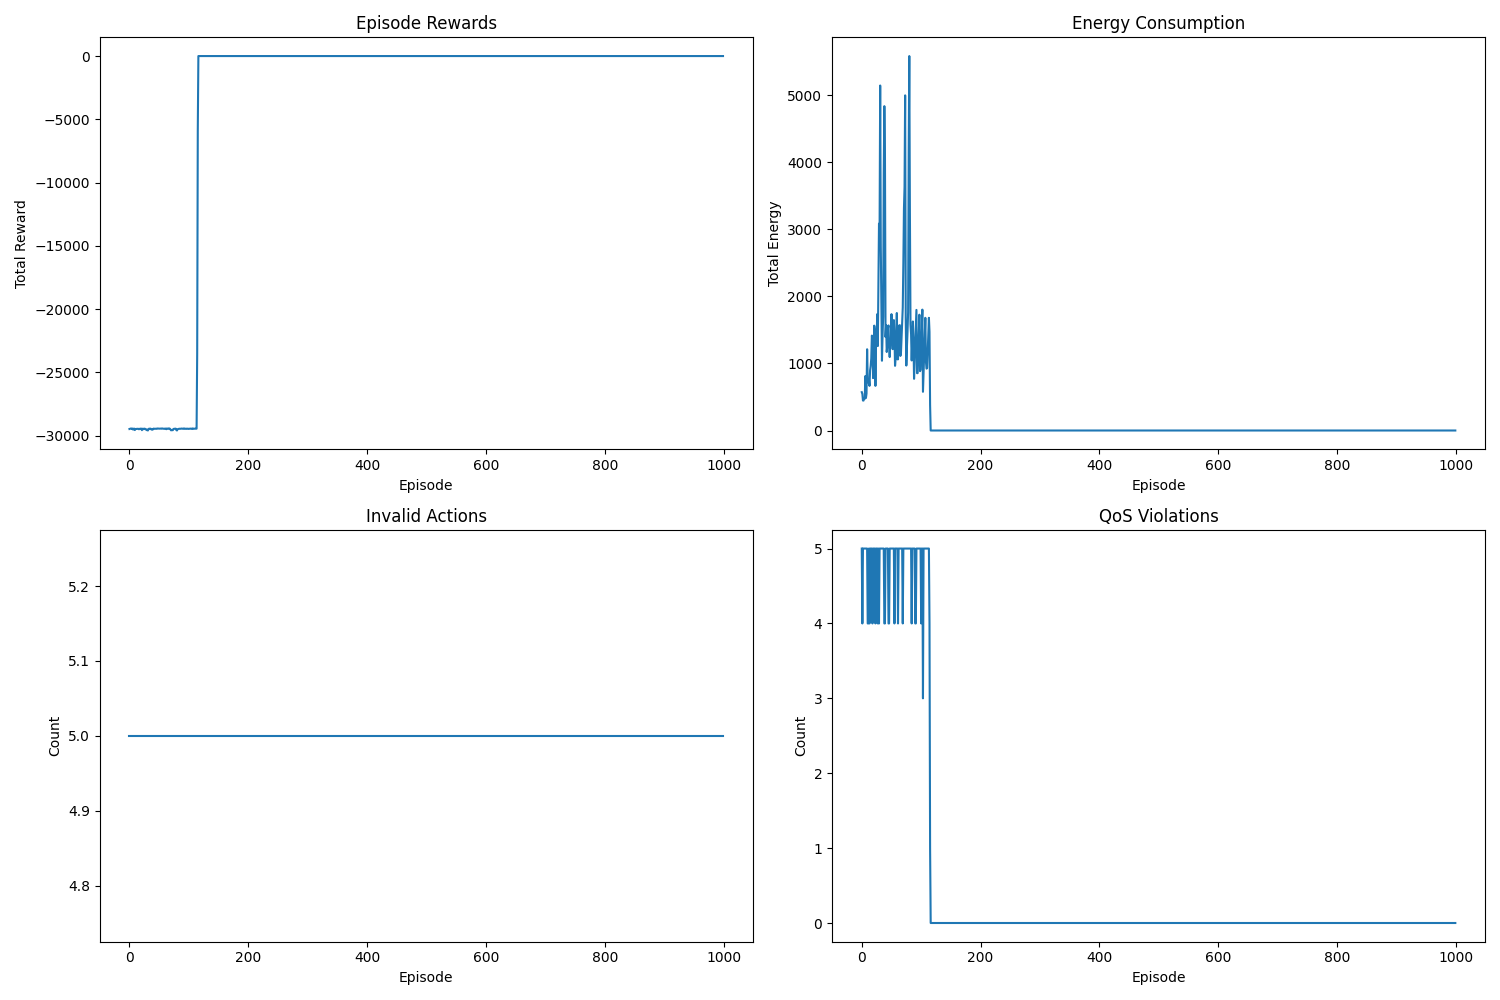 Episode Rewards
0
−5000
−10000
−15000
−20000
−25000
−30000
Total Reward
0 200 400 600 800 1000
Episode
Energy Consumption
5000
4000
3000
2000
1000
0
Total Energy
0 200 400 600 800 1000
Episode
Invalid Actions
5.2
5.1
5.0
4.9
4.8
Count
0 200 400 600 800 1000
Episode
QoS Violations
5
4
3
2
1
0
Count
0 200 400 600 800 1000
Episode